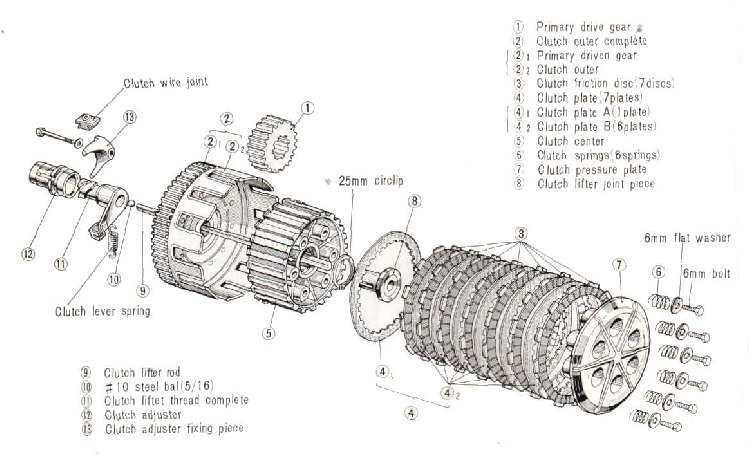 ① Primary drive gear
② Clutch outer complete
②1 Primary driven gear
②2 Clutch outer
③ Clutch friction disc(7discs)
④ Clutch plate(7plates)
④1 Clutch plate A(1plate)
④2 Clutch plate B(6plates)
⑤ Clutch center
⑥ Clutch springs(6springs)
⑦ Clutch pressure plate
⑧ Clutch lifter joint piece
Clutch wire joint
⑬
②
①
②1 ②2
25mm circlip
⑧
③
6mm flat washer
⑦
⑥
6mm bolt
⑫
⑪
⑩
⑨
Clutch lever spring
⑤
④1
④2
④
⑨ Clutch lifter rod
⑩ #10 steel ball(5/16)
⑪ Clutch liftet thread complete
⑫ Clutch adjuster
⑬ Clutch adjuster fixing piece